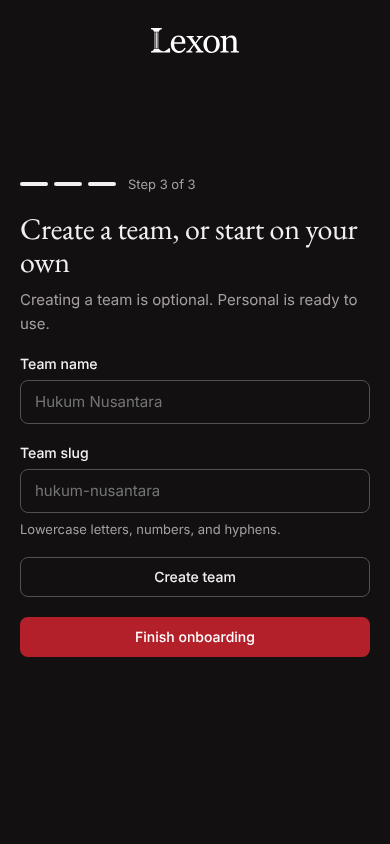 Lexon
Step 3 of 3
Create a team, or start on your
own
Creating a team is optional. Personal is ready to
use.
Team name
Hukum Nusantara
Team slug
hukum-nusantara
Lowercase letters, numbers, and hyphens.
Create team
Finish onboarding